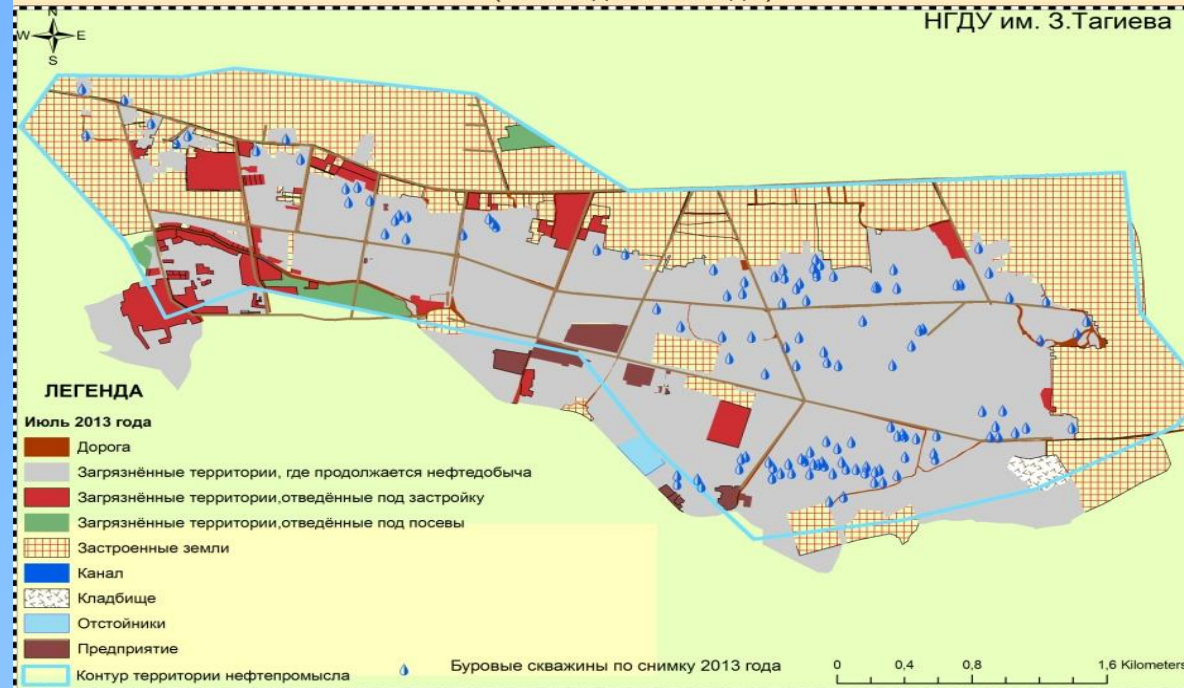 НГДУ им. З.Тагиева
N
W
E
S
ЛЕГЕНДА
Июль 2013 года
Дорога
Загрязнённые территории, где продолжается нефтедобыча
Загрязнённые территории,отведённые под застройку
Загрязнённые территории,отведённые под посевы
Застроенные земли
Канал
Кладбище
Отстойники
Предприятие
Контур территории нефтепромысла
Буровые скважины по снимку 2013 года
0 0,4 0,8 1,6 Kilometers